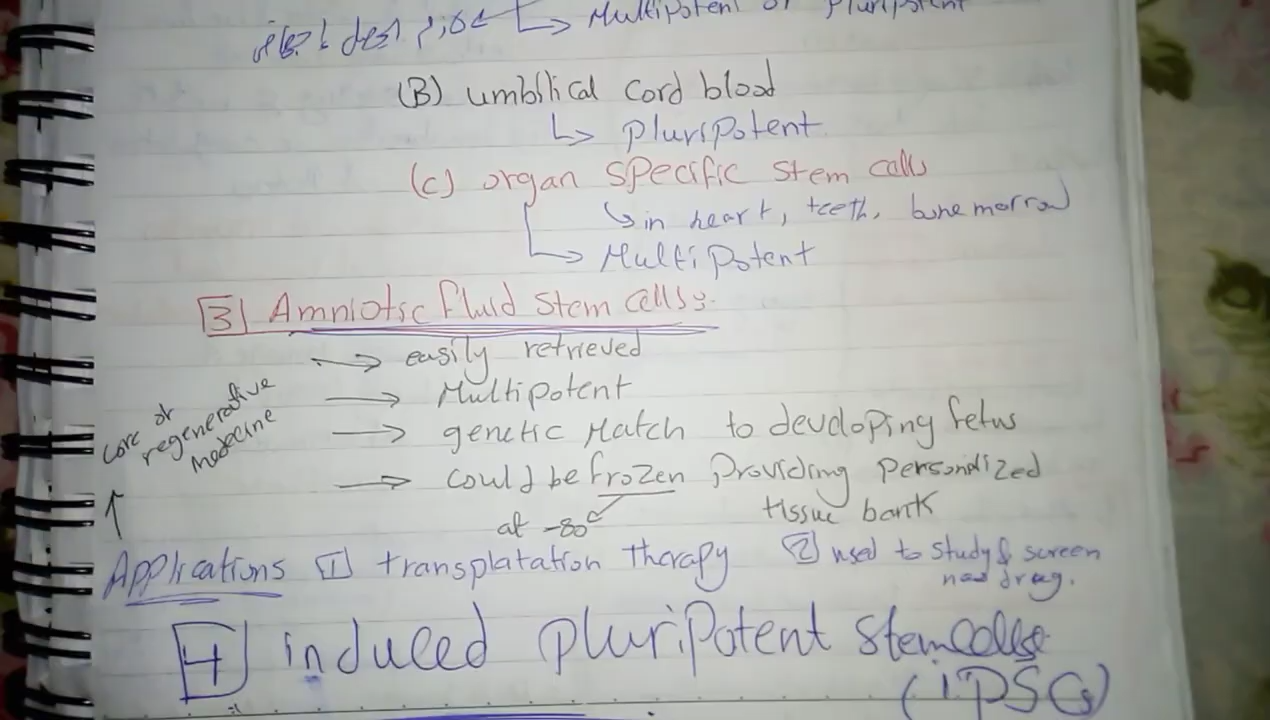 Multipotent or Pluripotent
(B) umbilical cord blood
↳ pluripotent
(c) organ specific stem cells
↳ in heart, teeth, bone marrow
↳ Multipotent
3 Amniotic fluid stem cells:
→ easily retrieved
→ Multipotent
→ genetic Match to developing fetus
→ could be frozen providing personalized
tissue bank
at -80c
core of
regenerative
medecine
Applications 1 transplatation therapy 2 used to study & screen
new drug.
4 induced pluripotent stem cells
(iPSCs)